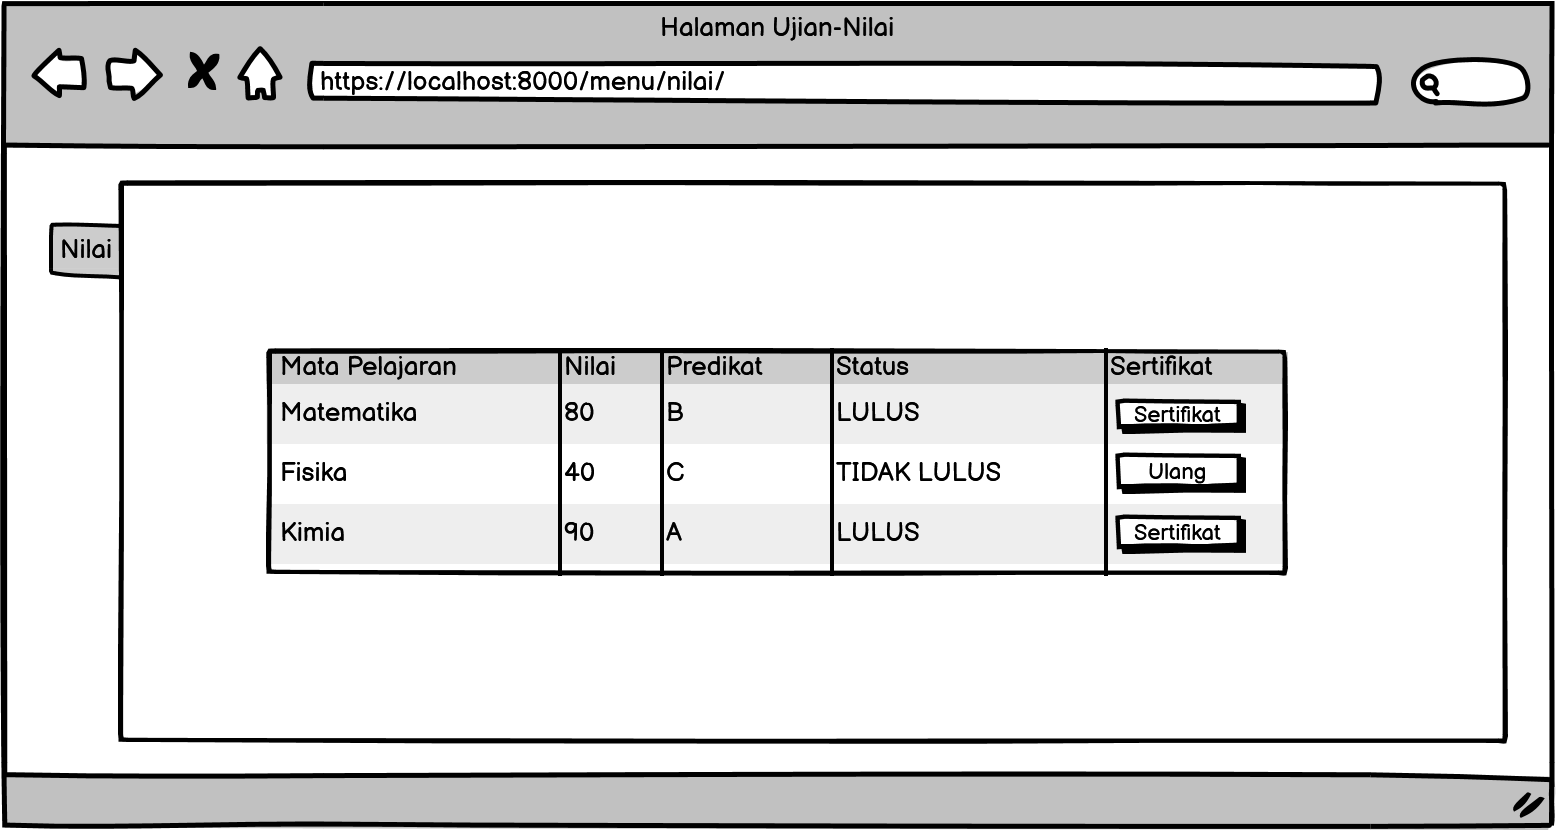 Halaman Ujian-Nilai
https://localhost:8000/menu/nilai/
Nilai
Mata Pelajaran Nilai Predikat Status Sertifikat
Matematika 80 B LULUS Sertifikat
Fisika 40 C TIDAK LULUS Ulang
Kimia 90 A LULUS Sertifikat